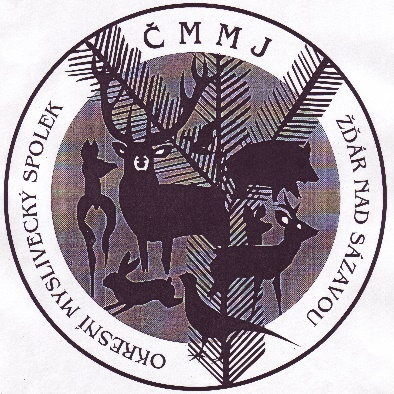 ČMMJ
OKRESNÍ MYSLIVECKÝ SPOLEK
ŽĎÁR NAD SÁZAVOU